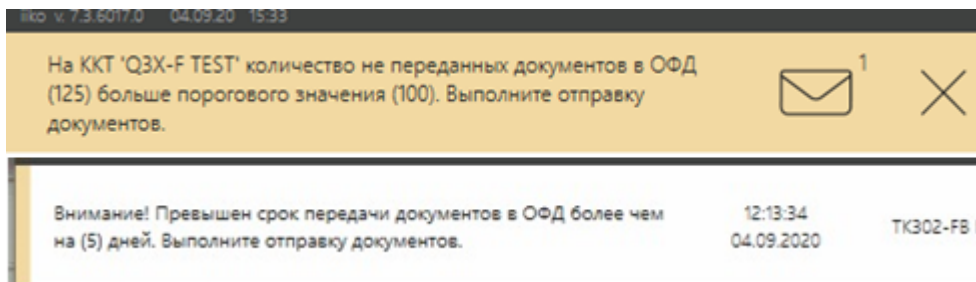 iiko v. 7.3.6017.0 04.09.20 15:33
На ККТ 'Q3X-F TEST' количество не переданных документов в ОФД
1
(125) больше порогового значения (100). Выполните отправку
документов.
Внимание! Превышен срок передачи документов в ОФД более чем
на (5) дней. Выполните отправку документов.
12:13:34
04.09.2020
TK302-FB